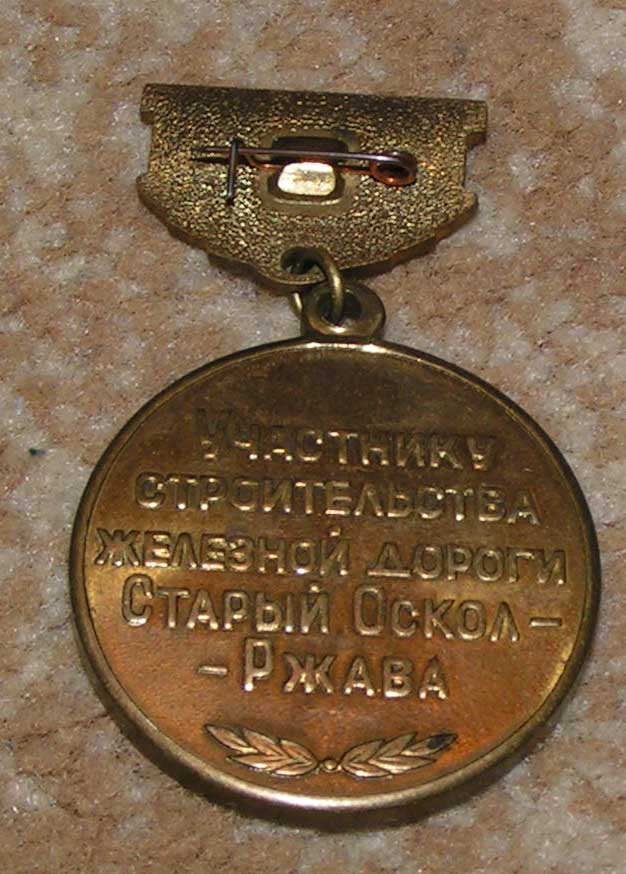 Участнику
строительства
железной дороги
Старый Оскол –
– Ржава